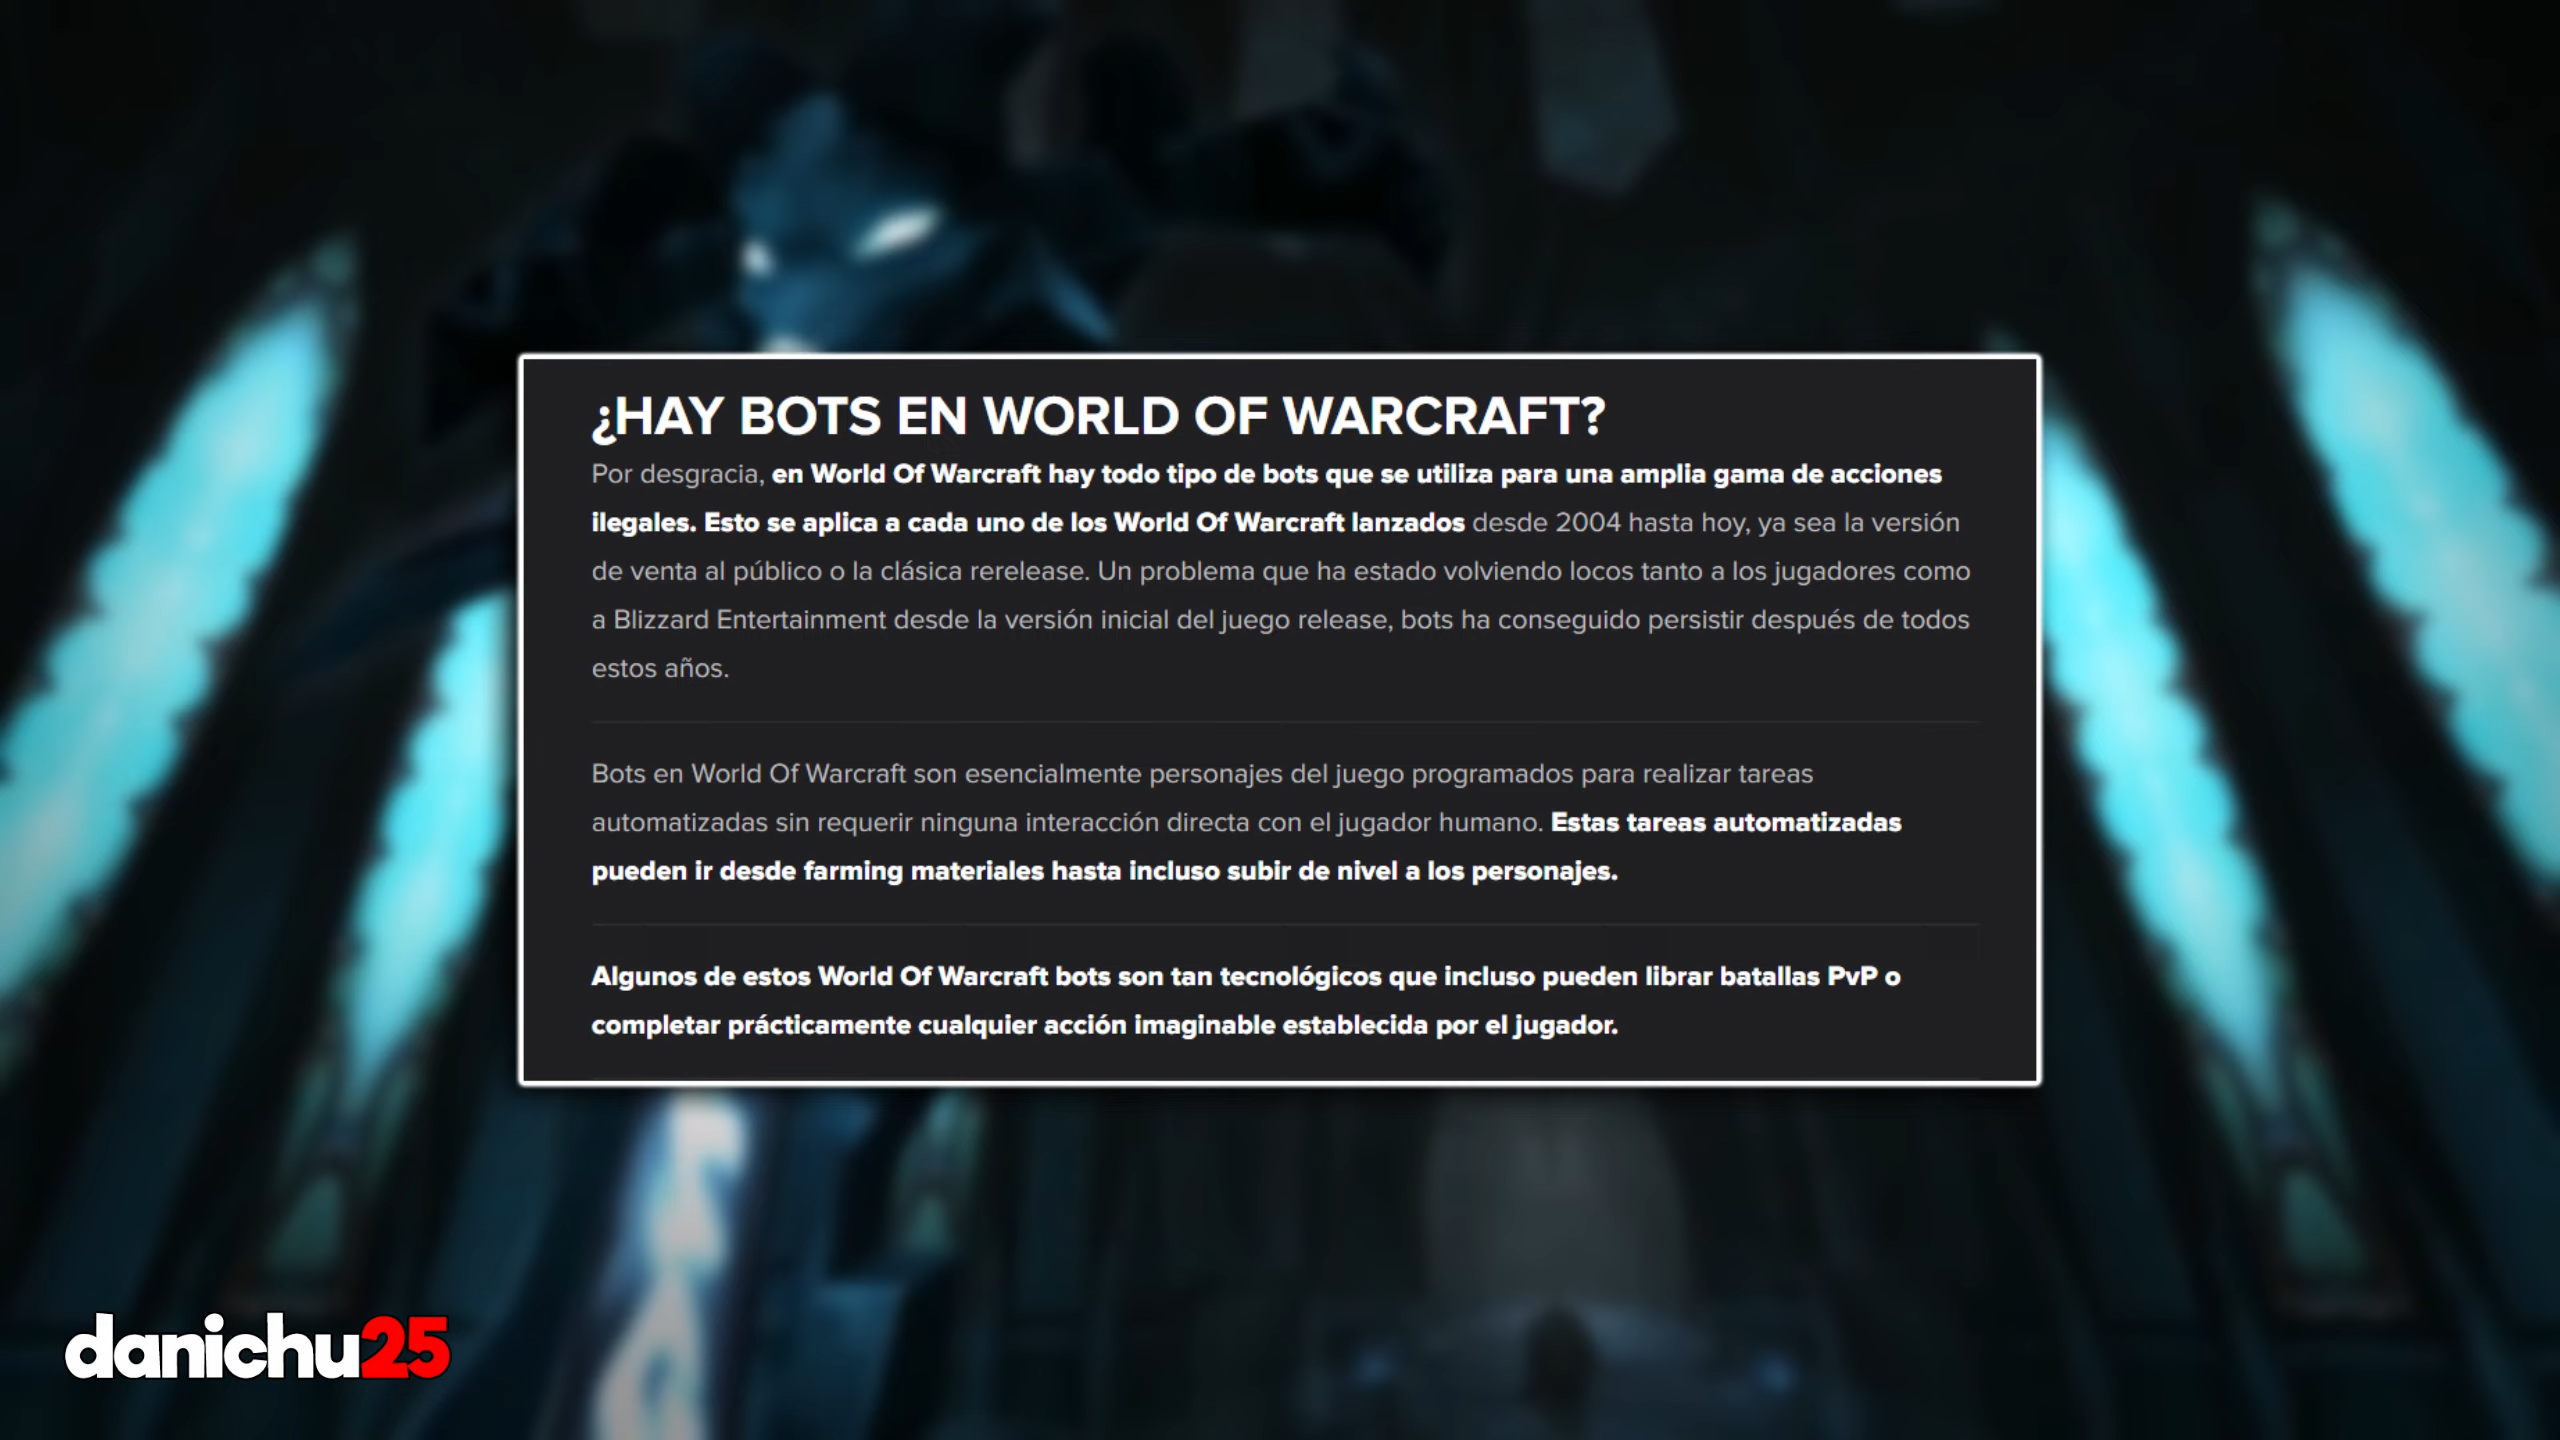 ¿HAY BOTS EN WORLD OF WARCRAFT?
Por desgracia, en World Of Warcraft hay todo tipo de bots que se utiliza para una amplia gama de acciones
ilegales. Esto se aplica a cada uno de los World Of Warcraft lanzados desde 2004 hasta hoy, ya sea la versión
de venta al público o la clásica rerelease. Un problema que ha estado volviendo locos tanto a los jugadores como
a Blizzard Entertainment desde la versión inicial del juego release, bots ha conseguido persistir después de todos
estos años.
Bots en World Of Warcraft son esencialmente personajes del juego programados para realizar tareas
automatizadas sin requerir ninguna interacción directa con el jugador humano. Estas tareas automatizadas
pueden ir desde farming materiales hasta incluso subir de nivel a los personajes.
Algunos de estos World Of Warcraft bots son tan tecnológicos que incluso pueden librar batallas PvP o
completar prácticamente cualquier acción imaginable establecida por el jugador.
danichu25